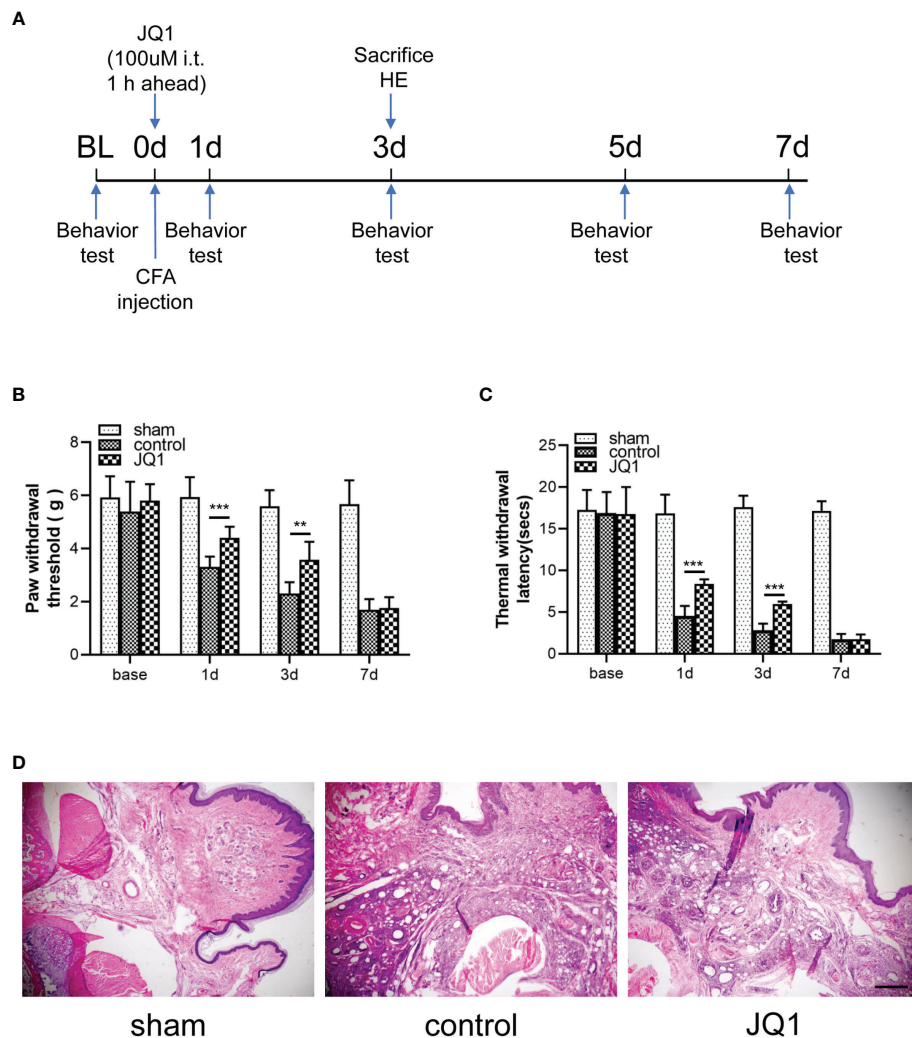 A
JQ1
(100uM i.t.
1 h ahead)
Sacrifice
HE
BL 0d 1d 3d 5d 7d
Behavior
test
CFA
injection
Behavior
test
Behavior
test
Behavior
test
Behavior
test
B
sham
control
JQ1
Paw withdrawal
threshold ( g )
8
6
4
2
0
***
**
base 1d 3d 7d
C
sham
control
JQ1
Thermal withdrawal
latency(secs)
25
20
15
10
5
0
***
***
base 1d 3d 7d
D
sham control JQ1